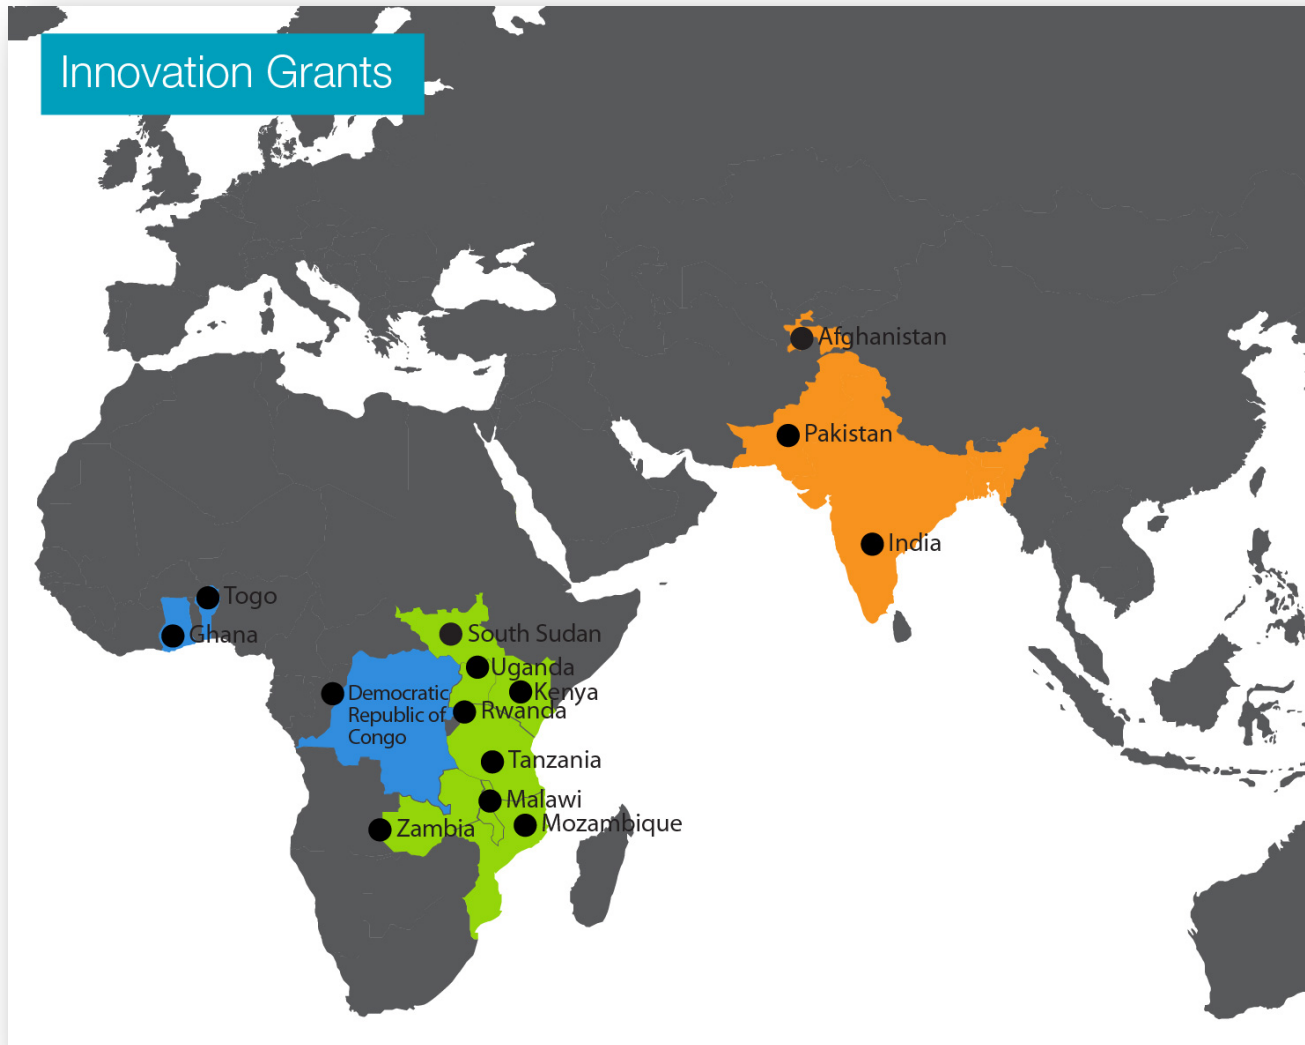 Innovation Grants
Afghanistan
Pakistan
India
Togo
Ghana
South Sudan
Uganda
Kenya
Rwanda
Democratic
Republic of
Congo
Tanzania
Malawi
Mozambique
Zambia